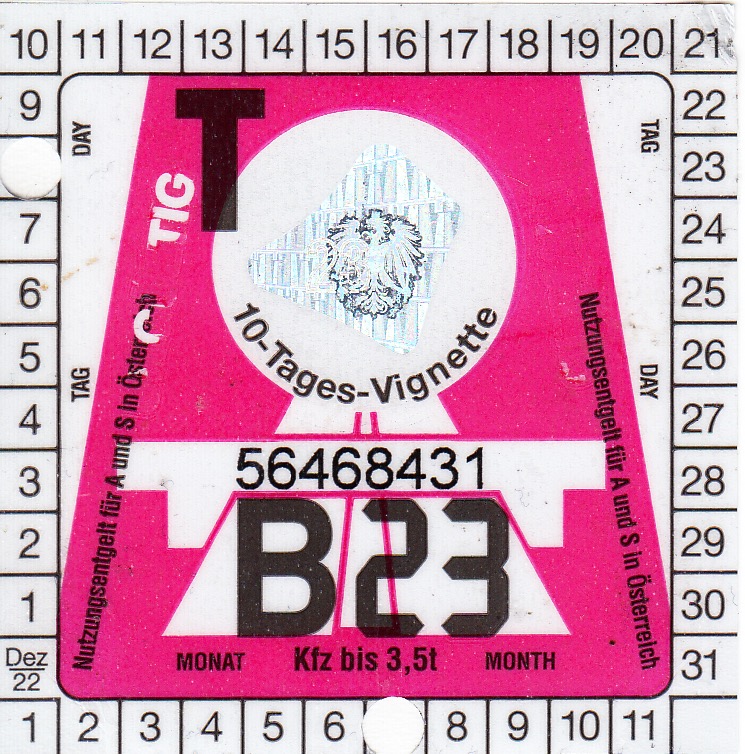 10 11 12 13 14 15 16 17 18 19 20 21
9 22
DAY TAG
T
23
TIG
7 24
6 25
10-Tages-Vignette
5 26
TAG DAY
4 27
Nutzungsentgelt für A und S in Österreich
Nutzungsentgelt für A und S in Österreich
56468431
3 28
B23
2 29
1 30
MONAT Kfz bis 3,5t MONTH
Dez 31
22
1 2 3 4 5 6 8 9 10 11